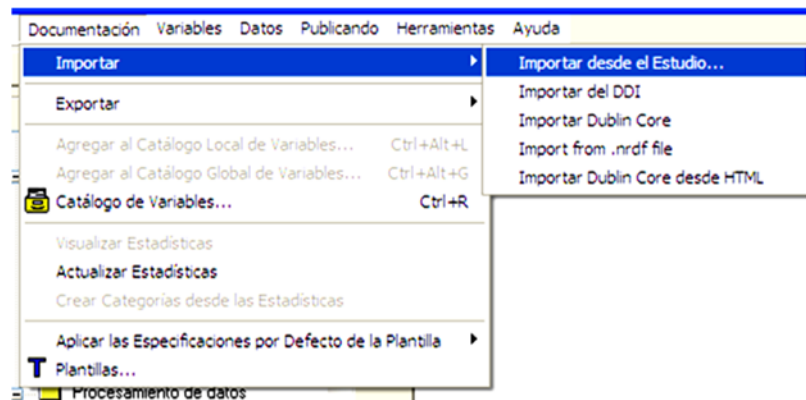 Documentación Variables Datos Publicando Herramientas Ayuda
Importar
Exportar
Agregar al Catálogo Local de Variables... Ctrl+Alt+L
Agregar al Catálogo Global de Variables... Ctrl+Alt+G
Catálogo de Variables... Ctrl+R
Visualizar Estadísticas
Actualizar Estadísticas
Crear Categorías desde las Estadísticas
Aplicar las Especificaciones por Defecto de la Plantilla
T Plantillas...
Procesamiento de datos
Importar desde el Estudio...
Importar del DDI
Importar Dublin Core
Import from .nrdf file
Importar Dublin Core desde HTML